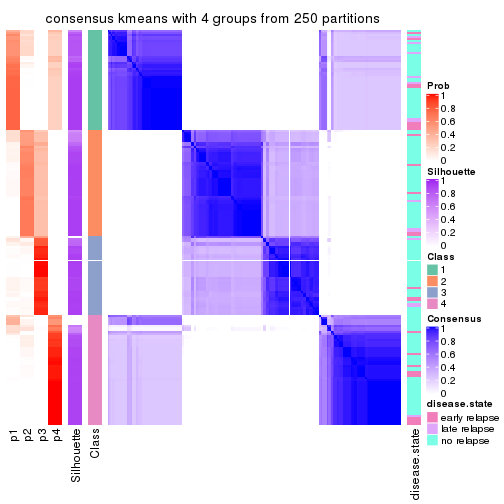 consensus kmeans with 4 groups from 250 partitions
Prob
1
0.8
0.6
0.4
0.2
0
Silhouette
1
0.8
0.6
0.4
0.2
0
Class
1
2
3
4
Consensus
1
0.8
0.6
0.4
0.2
0
disease.state
early relapse
late relapse
no relapse
p1
p2
p3
p4
Silhouette
Class
disease.state